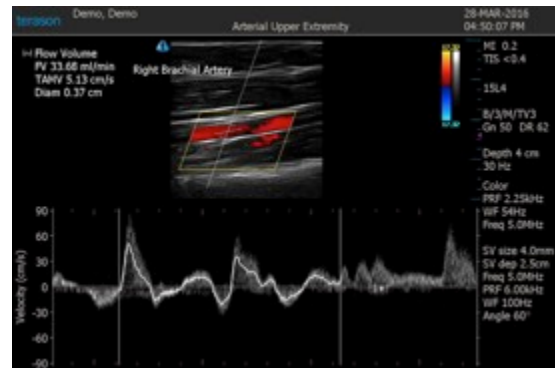 terason
Demo, Demo
Arterial Upper Extremity
28-MAR-2016
04:50:07 PM
Flow Volume
FV 33.68 ml/min
TAHV 5.13 cm/s
Diam 0.37 cm
Right Brachial Artery
MI 0.2
TIS <0.4
15L4
B/3/M/TV3
Gn 50 DR 62
Depth 4 cm
30 Hz
Color
PRF 2.25kHz
WF 54Hz
Freq 5.0MHz
SV size 4.0mm
SV dep 2.5cm
Freq 5.0MHz
PRF 6.00kHz
WF 100Hz
Angle 60°
Velocity (cm/s)
90
60
30
0
-30
-60
-90